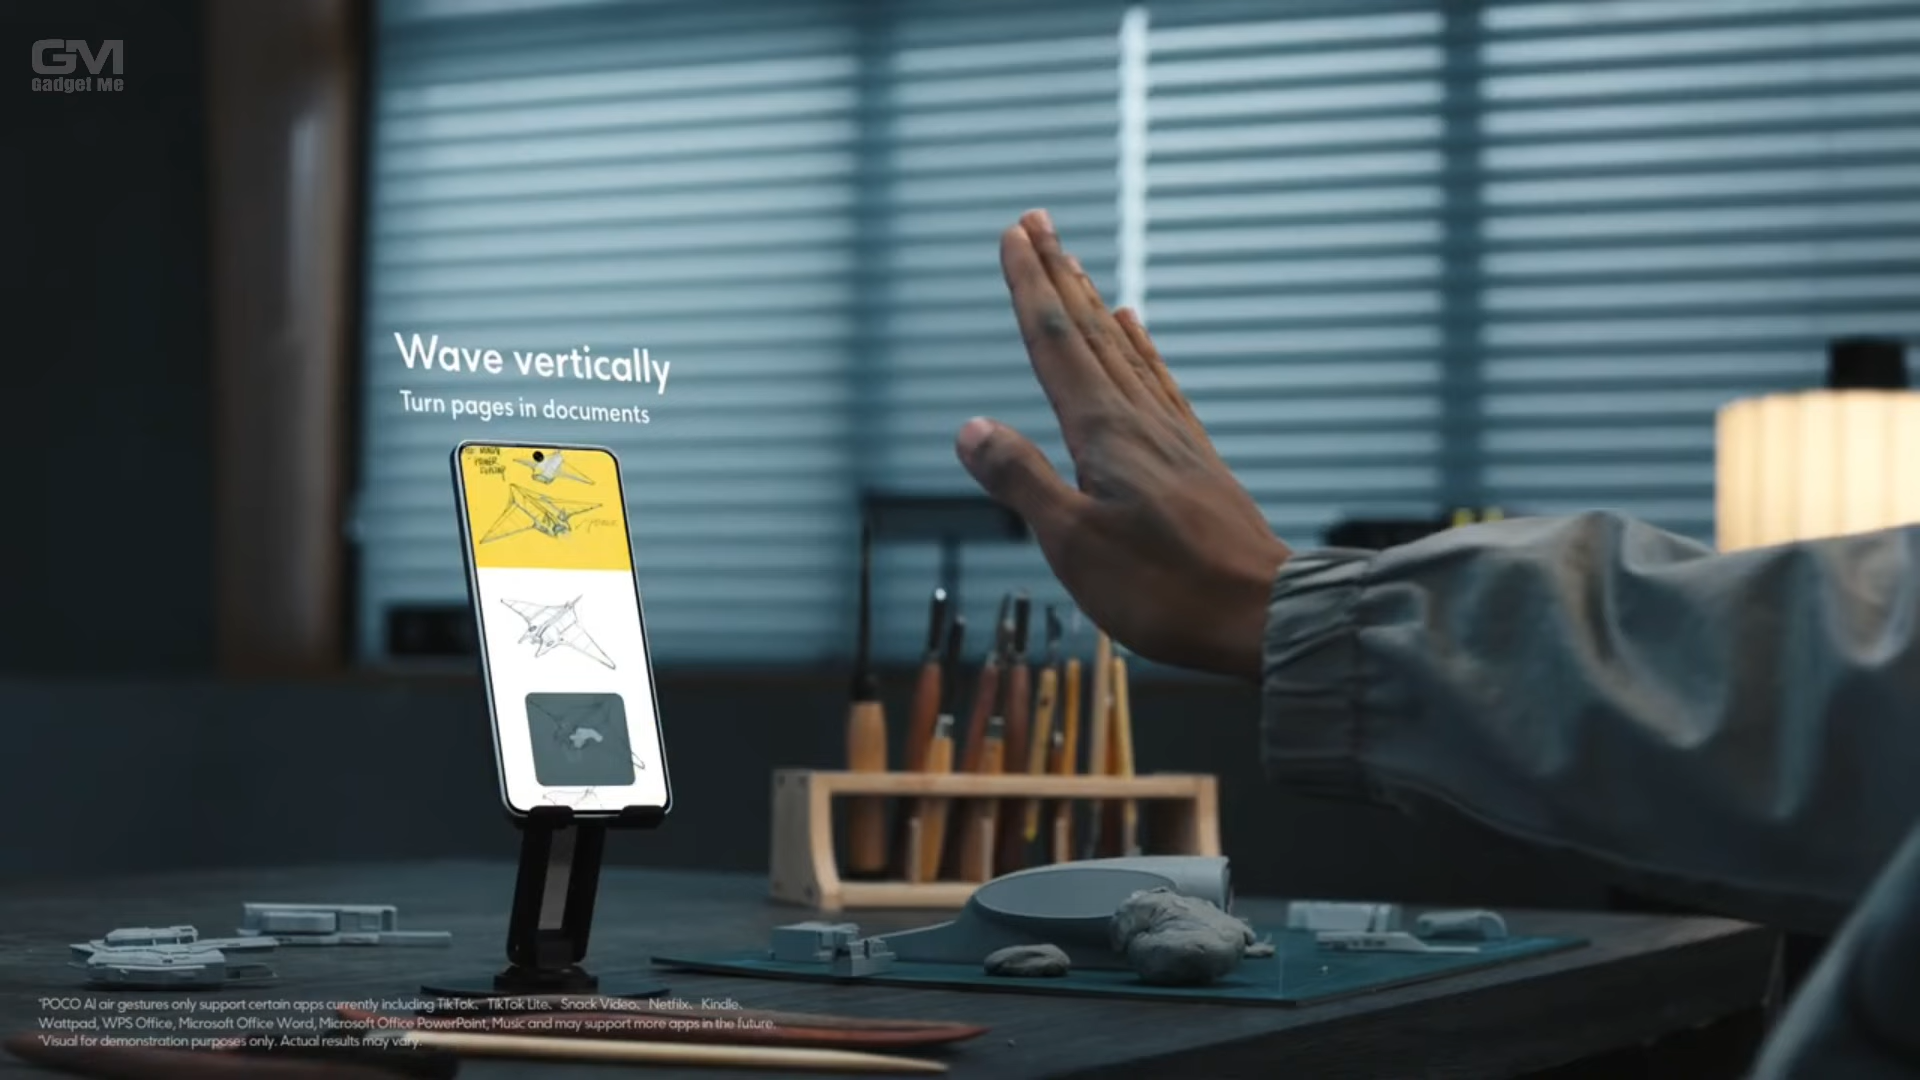 GM
Gadget Me
Wave vertically
Turn pages in documents
*POCO AI air gestures only support certain apps currently including TikTok、 TikTok Lite、 Snack Video、 Netfilx、 Kindle、
Wattpad, WPS Office, Microsoft Office Word, Microsoft Office PowerPoint, Music and may support more apps in the future.
*Visual for demonstration purposes only. Actual results may vary.